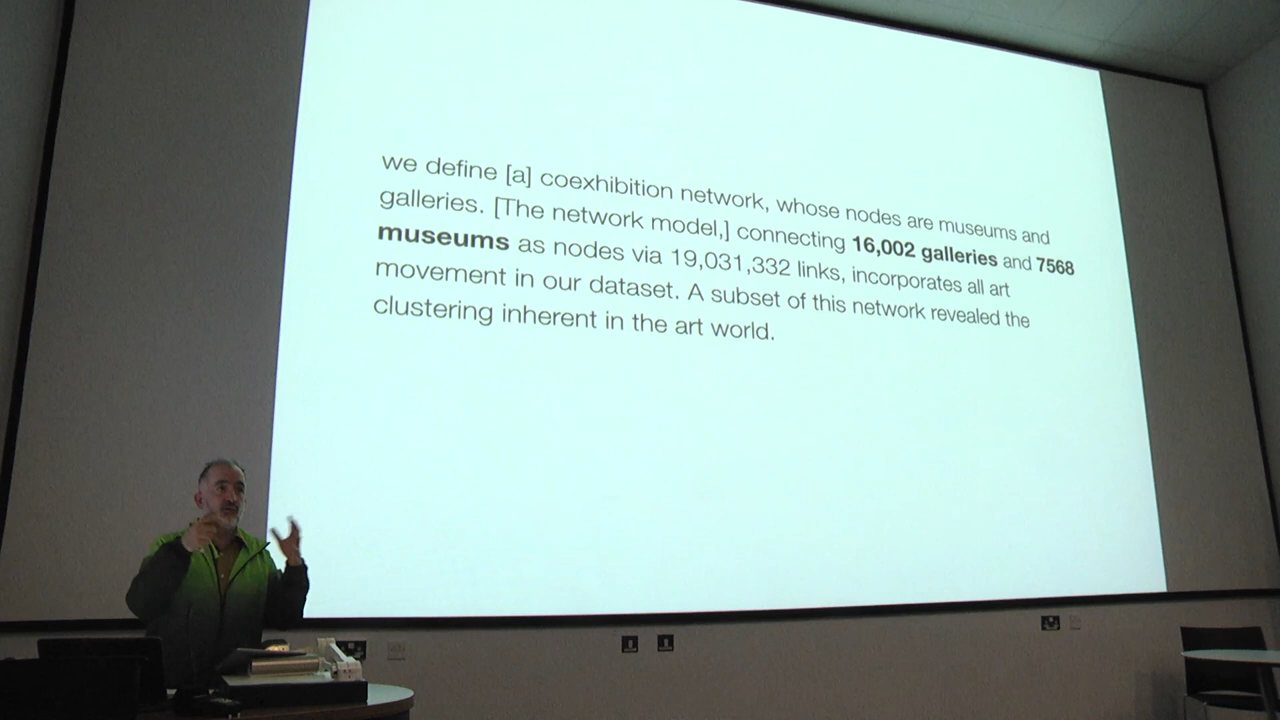 we define [a] coexhibition network, whose nodes are museums and
galleries. [The network model,] connecting 16,002 galleries and 7568
museums as nodes via 19,031,332 links, incorporates all art
movement in our dataset. A subset of this network revealed the
clustering inherent in the art world.